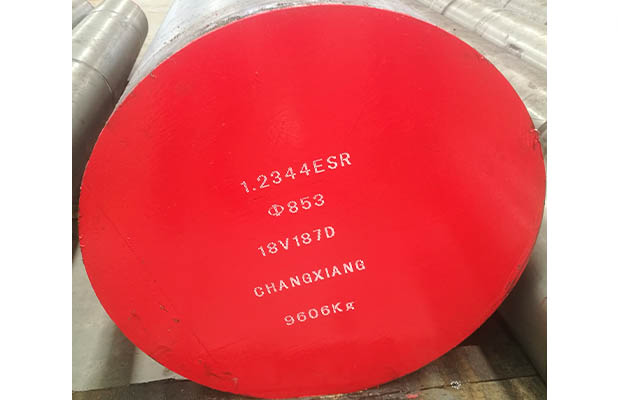 1.2344ESR
Φ853
18V187D
CHANGXIANG
9606Kg